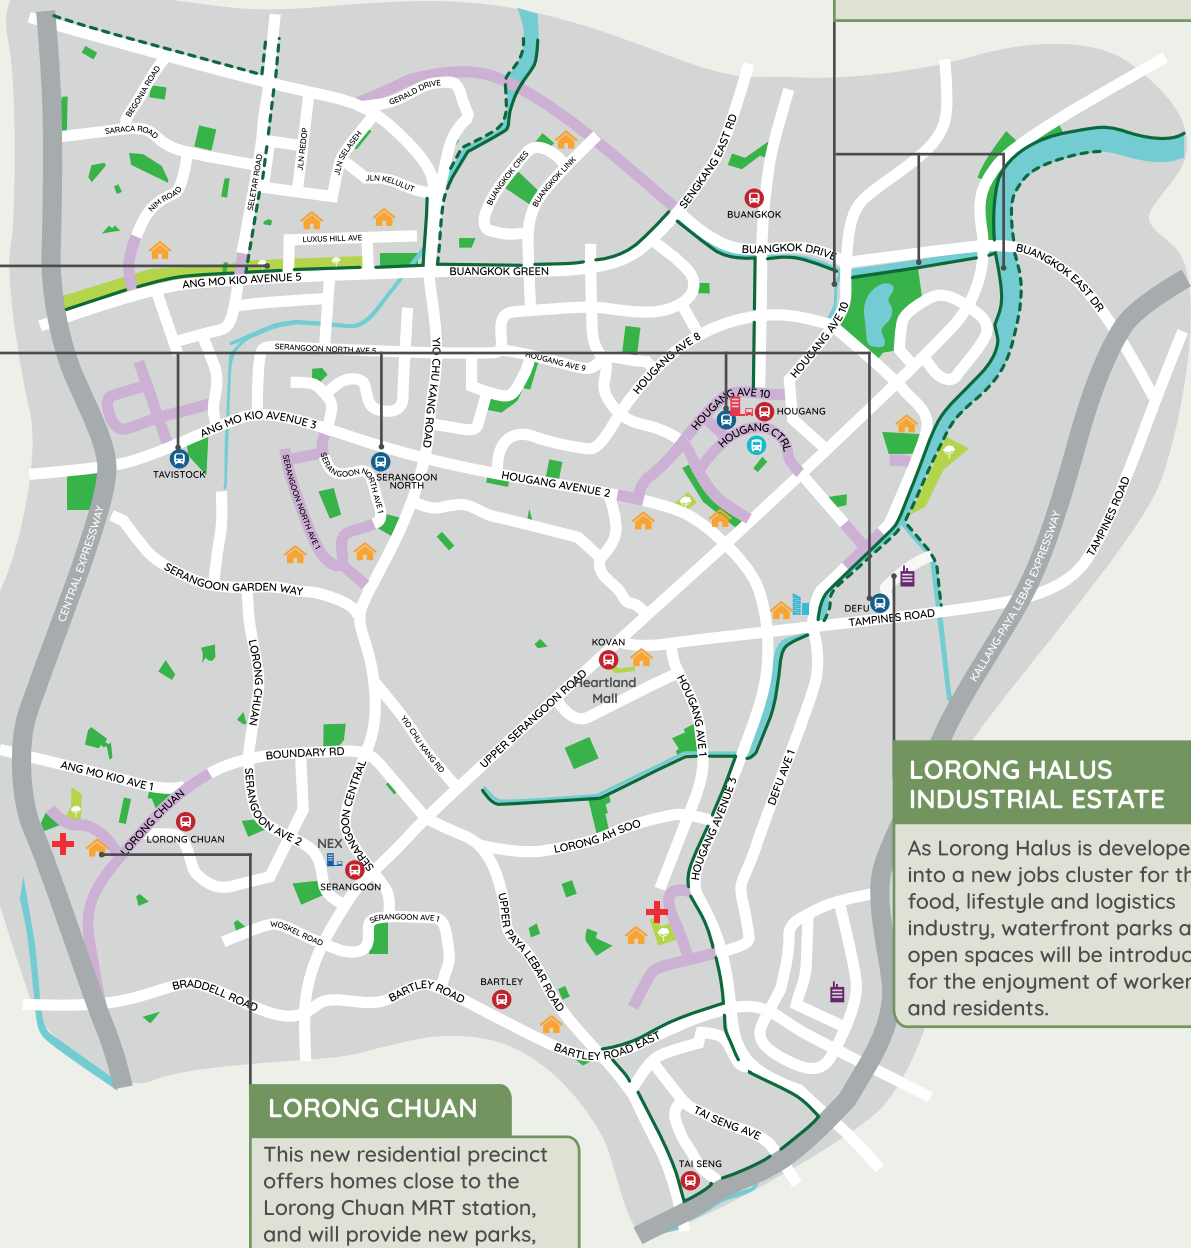 BEGONIA ROAD
SARACA ROAD
NIM ROAD
SELETAR ROAD
JLN REDOP
JLN SELASEH
GERALD DRIVE
JLN KELULUT
LUXUS HILL AVE
BUANGKOK CRES
BUANGKOK LINK
SENGKANG EAST RD
BUANGKOK
BUANGKOK DRIVE
BUANGKOK EAST DR
ANG MO KIO AVENUE 5
BUANGKOK GREEN
SERANGOON NORTH AVE 5
HOUGANG AVE 9
HOUGANG AVE 8
HOUGANG AVE 10
YIO CHU KANG ROAD
HOUGANG AVE 10
HOUGANG
HOUGANG CTRL
ANG MO KIO AVENUE 3
TAVISTOCK
SERANGOON NORTH AVE 1
SERANGOON NORTH AVE 1
SERANGOON
NORTH
HOUGANG AVENUE 2
CENTRAL EXPRESSWAY
SERANGOON GARDEN WAY
TAMPINES ROAD
KALLANG-PAYA LEBAR EXPRESSWAY
DEFU
TAMPINES ROAD
KOVAN
Heartland
Mall
LORONG CHUAN
UPPER SERANGOON ROAD
HOUGANG AVE 1
YIO CHU KANG RD
BOUNDARY RD
ANG MO KIO AVE 1
LORONG CHUAN
LORONG CHUAN
SERANGOON AVE 2
SERANGOON CENTRAL
NEX
SERANGOON
LORONG AH SOO
HOUGANG AVENUE 3
DEFU AVE 1
LORONG HALUS
INDUSTRIAL ESTATE
As Lorong Halus is develope
into a new jobs cluster for th
food, lifestyle and logistics
industry, waterfront parks a
open spaces will be introduc
for the enjoyment of worker
and residents.
WOSKEL ROAD
SERANGOON AVE 1
UPPER PAYA LEBAR ROAD
BRADDELL ROAD
BARTLEY ROAD
BARTLEY
BARTLEY ROAD EAST
TAI SENG AVE
TAI SENG
LORONG CHUAN
This new residential precinct
offers homes close to the
Lorong Chuan MRT station,
and will provide new parks,